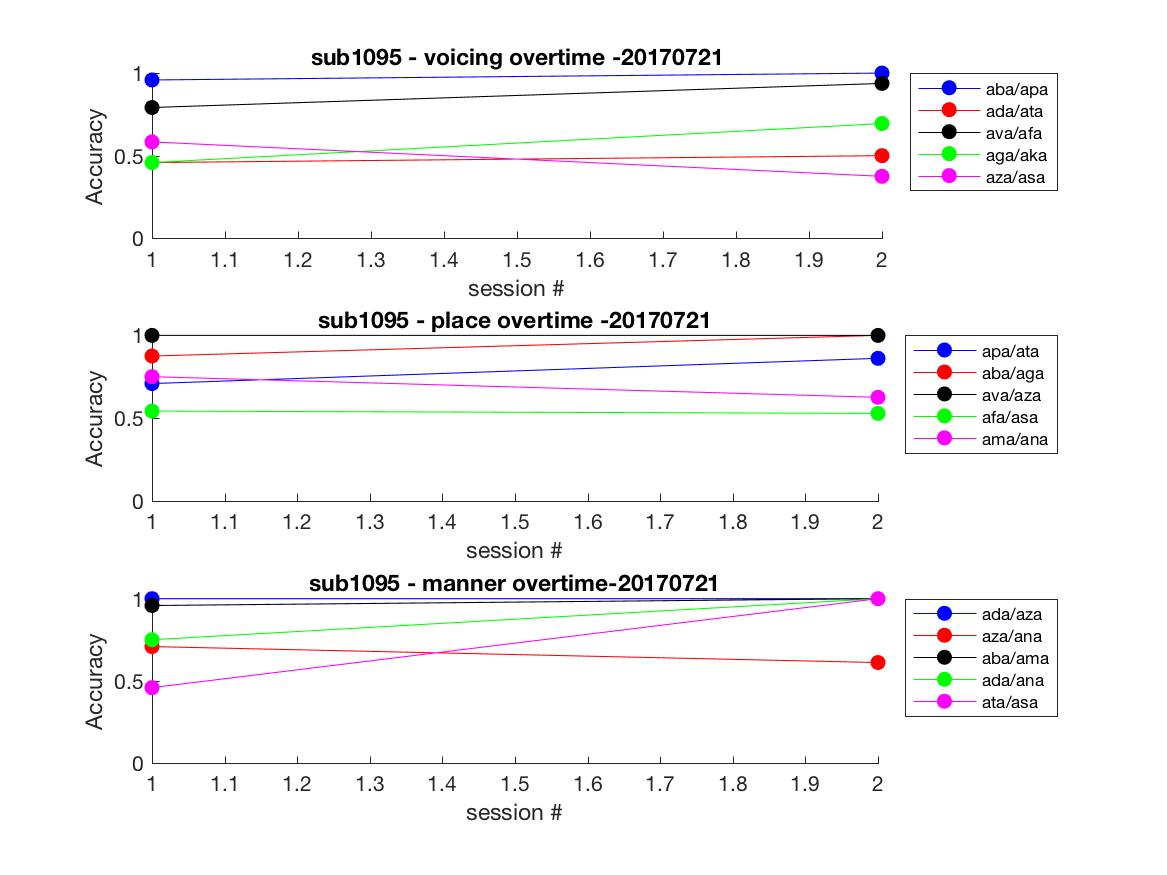 sub1095 - voicing overtime -20170721
1
0.5
0
Accuracy
1 1.1 1.2 1.3 1.4 1.5 1.6 1.7 1.8 1.9 2
session #
aba/apa
ada/ata
ava/afa
aga/aka
aza/asa
sub1095 - place overtime -20170721
1
0.5
0
Accuracy
1 1.1 1.2 1.3 1.4 1.5 1.6 1.7 1.8 1.9 2
session #
apa/ata
aba/aga
ava/aza
afa/asa
ama/ana
sub1095 - manner overtime-20170721
1
0.5
0
Accuracy
1 1.1 1.2 1.3 1.4 1.5 1.6 1.7 1.8 1.9 2
session #
ada/aza
aza/ana
aba/ama
ada/ana
ata/asa